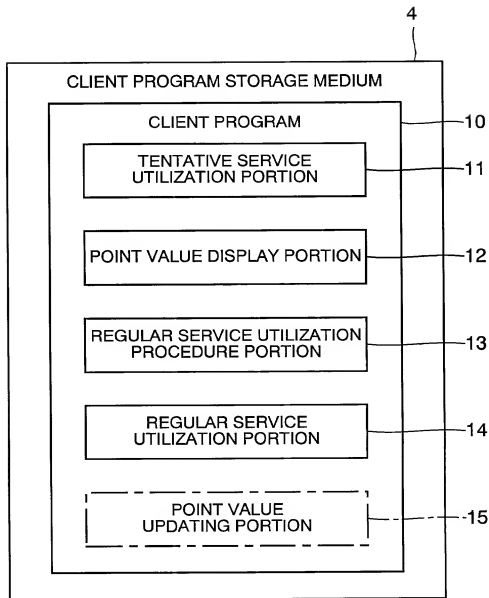 4
CLIENT PROGRAM STORAGE MEDIUM
CLIENT PROGRAM
10
TENTATIVE SERVICE
UTILIZATION PORTION
11
POINT VALUE DISPLAY PORTION
12
REGULAR SERVICE UTILIZATION
PROCEDURE PORTION
13
REGULAR SERVICE
UTILIZATION PORTION
14
POINT VALUE
UPDATING PORTION
15